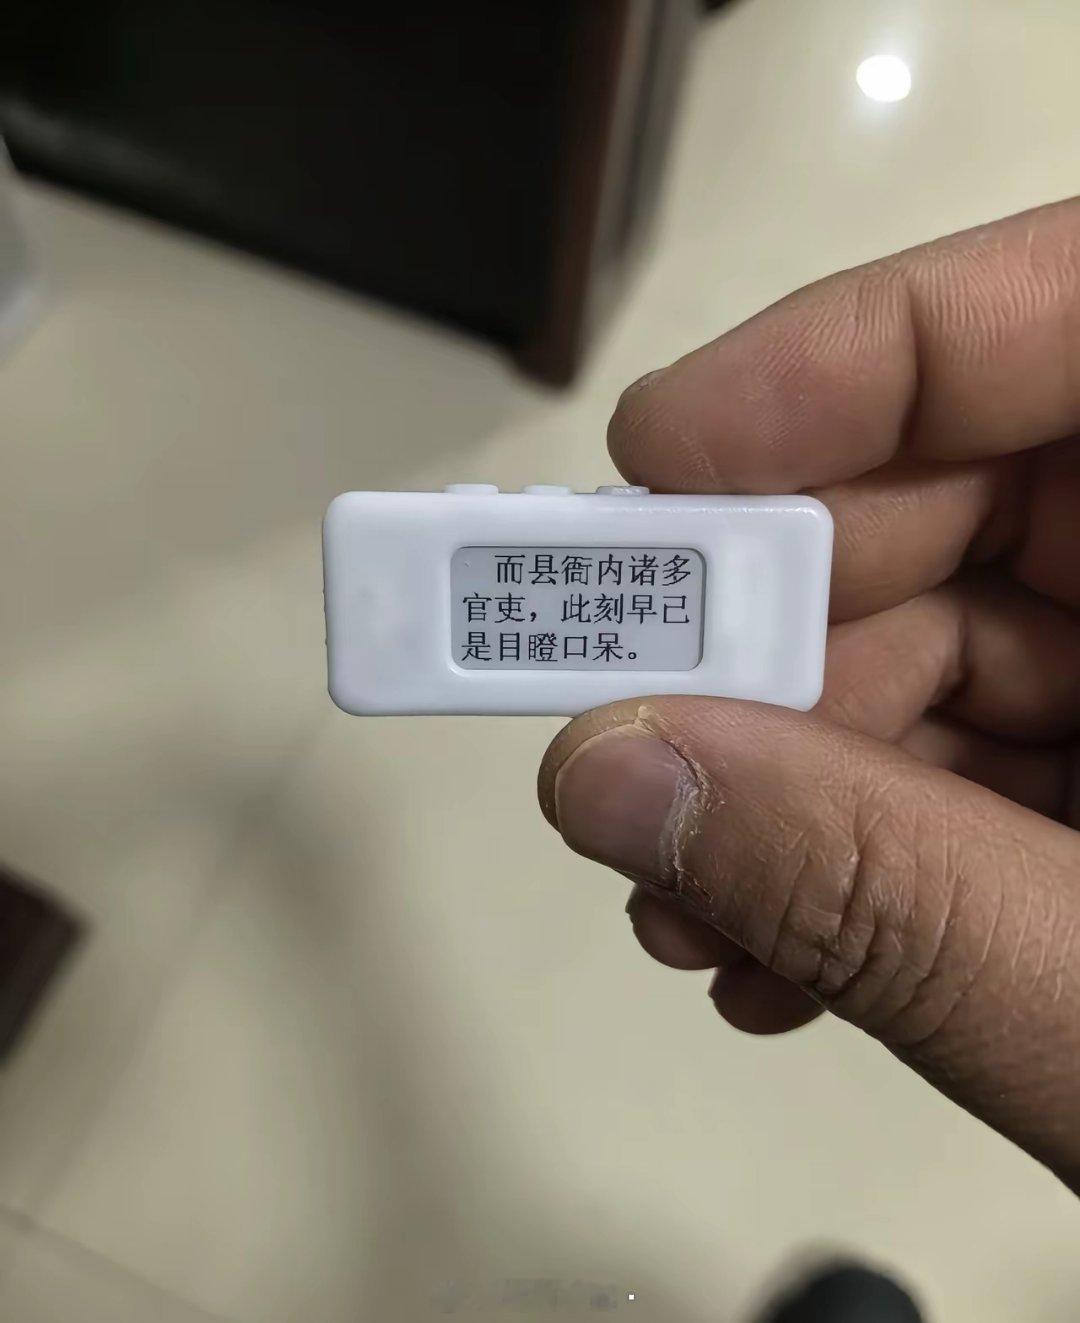 而县衙内诸多
官吏，此刻早已
是目瞪口呆。